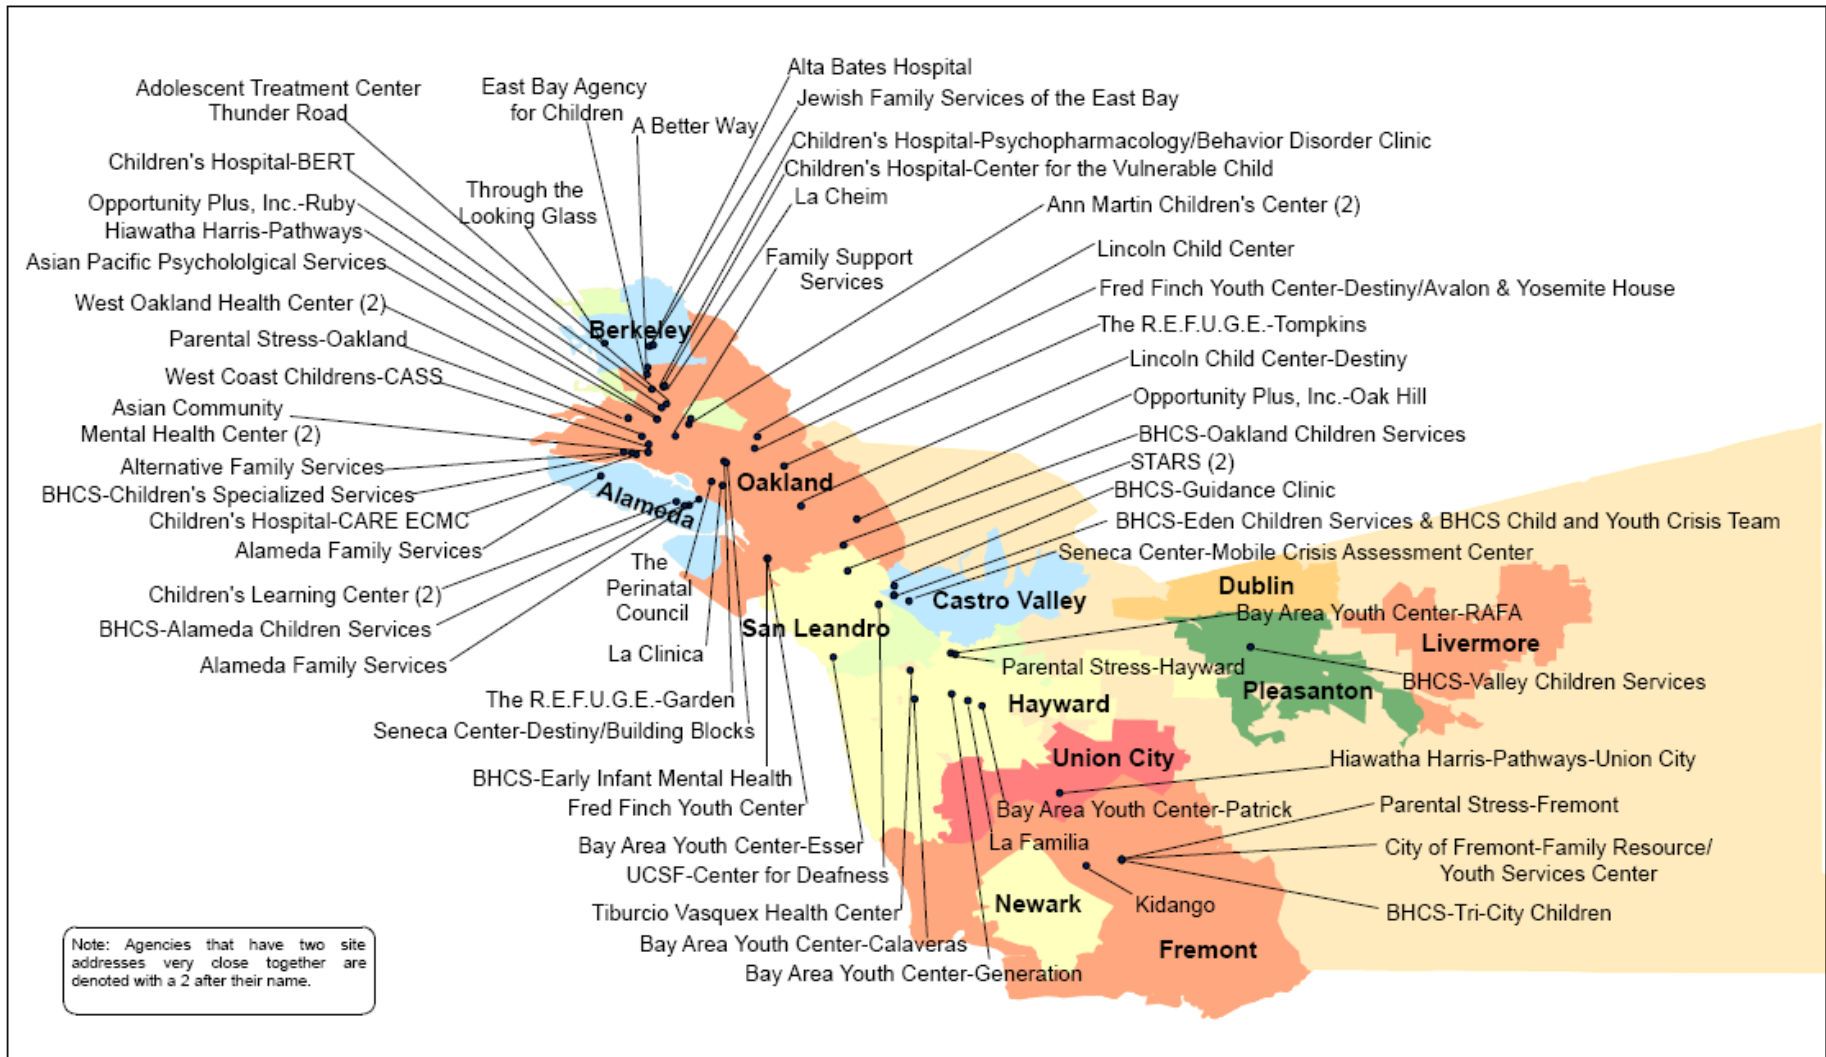 Alta Bates Hospital
Adolescent Treatment Center
Thunder Road
East Bay Agency
for Children
Jewish Family Services of the East Bay
A Better Way
Children's Hospital-Psychopharmacology/Behavior Disorder Clinic
Children's Hospital-BERT
Children's Hospital-Center for the Vulnerable Child
Through the
Looking Glass
La Cheim
Opportunity Plus, Inc.-Ruby
Ann Martin Children's Center (2)
Hiawatha Harris-Pathways
Lincoln Child Center
Asian Pacific Psychololgical Services
Family Support
Services
Fred Finch Youth Center-Destiny/Avalon & Yosemite House
West Oakland Health Center (2)
Berkeley
The R.E.F.U.G.E.-Tompkins
Parental Stress-Oakland
Lincoln Child Center-Destiny
West Coast Childrens-CASS
Opportunity Plus, Inc.-Oak Hill
Asian Community
Mental Health Center (2)
BHCS-Oakland Children Services
Alternative Family Services
STARS (2)
Oakland
BHCS-Children's Specialized Services
BHCS-Guidance Clinic
Alameda
Children's Hospital-CARE ECMC
BHCS-Eden Children Services & BHCS Child and Youth Crisis Team
Alameda Family Services
Seneca Center-Mobile Crisis Assessment Center
The
Perinatal
Council
Dublin
Children's Learning Center (2)
Castro Valley
Bay Area Youth Center-RAFA
BHCS-Alameda Children Services
San Leandro
Livermore
Alameda Family Services
La Clinica
Parental Stress-Hayward
BHCS-Valley Children Services
Pleasanton
The R.E.F.U.G.E.-Garden
Hayward
Seneca Center-Destiny/Building Blocks
Union City
Hiawatha Harris-Pathways-Union City
BHCS-Early Infant Mental Health
Fred Finch Youth Center
Bay Area Youth Center-Patrick
Parental Stress-Fremont
Bay Area Youth Center-Esser
La Familia
City of Fremont-Family Resource/
Youth Services Center
UCSF-Center for Deafness
Newark
Kidango
Tiburcio Vasquex Health Center
BHCS-Tri-City Children
Bay Area Youth Center-Calaveras
Fremont
Bay Area Youth Center-Generation
Note: Agencies that have two site
addresses very close together are
denoted with a 2 after their name.